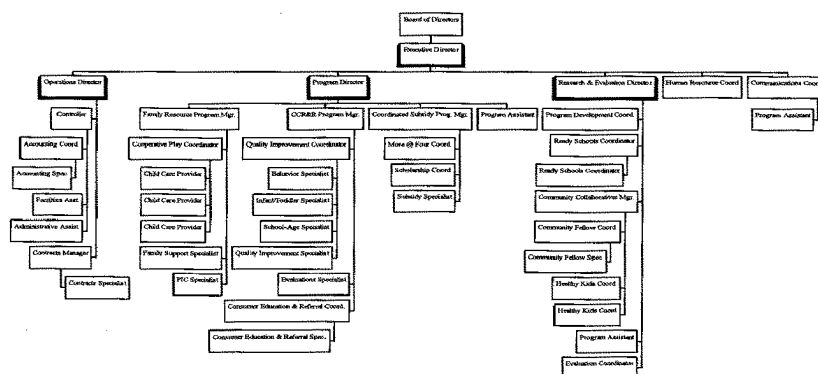 Board of Directors
Executive Director
Operations Director
Program Director
Research & Evaluation Director
Human Resource Coord
Communications Coord
Controller
Family Resource Program Mgr.
CCR&R Program Mgr.
Coordinated Subsidy Prog. Mgr.
Program Assistant
Program Development Coord.
Program Assistant
Accounting Coord
Cooperative Play Coordinator
Quality Improvement Coordinator
More @ Four Coord.
Ready Schools Coordinator
Accounting Spec
Child Care Provider
Behavior Specialist
Scholarship Coord
Ready Schools Coordinator
Facilities Asst.
Child Care Provider
Infant/Toddler Specialist
Subsidy Specialist
Community Collaboratives Mgr.
Administrative Assist.
Child Care Provider
School-Age Specialist
Community Fellow Coord
Contracts Manager
Family Support Specialist
Quality Improvement Specialist
Community Fellow Spec
Contracts Specialist
Specialist
Evaluations Specialist
Healthy Kids Coord
Consumer Education & Referral Coord.
Healthy Kids Coord
Consumer Education & Referral Spec.
Program Assistant
Evaluation Coordinator